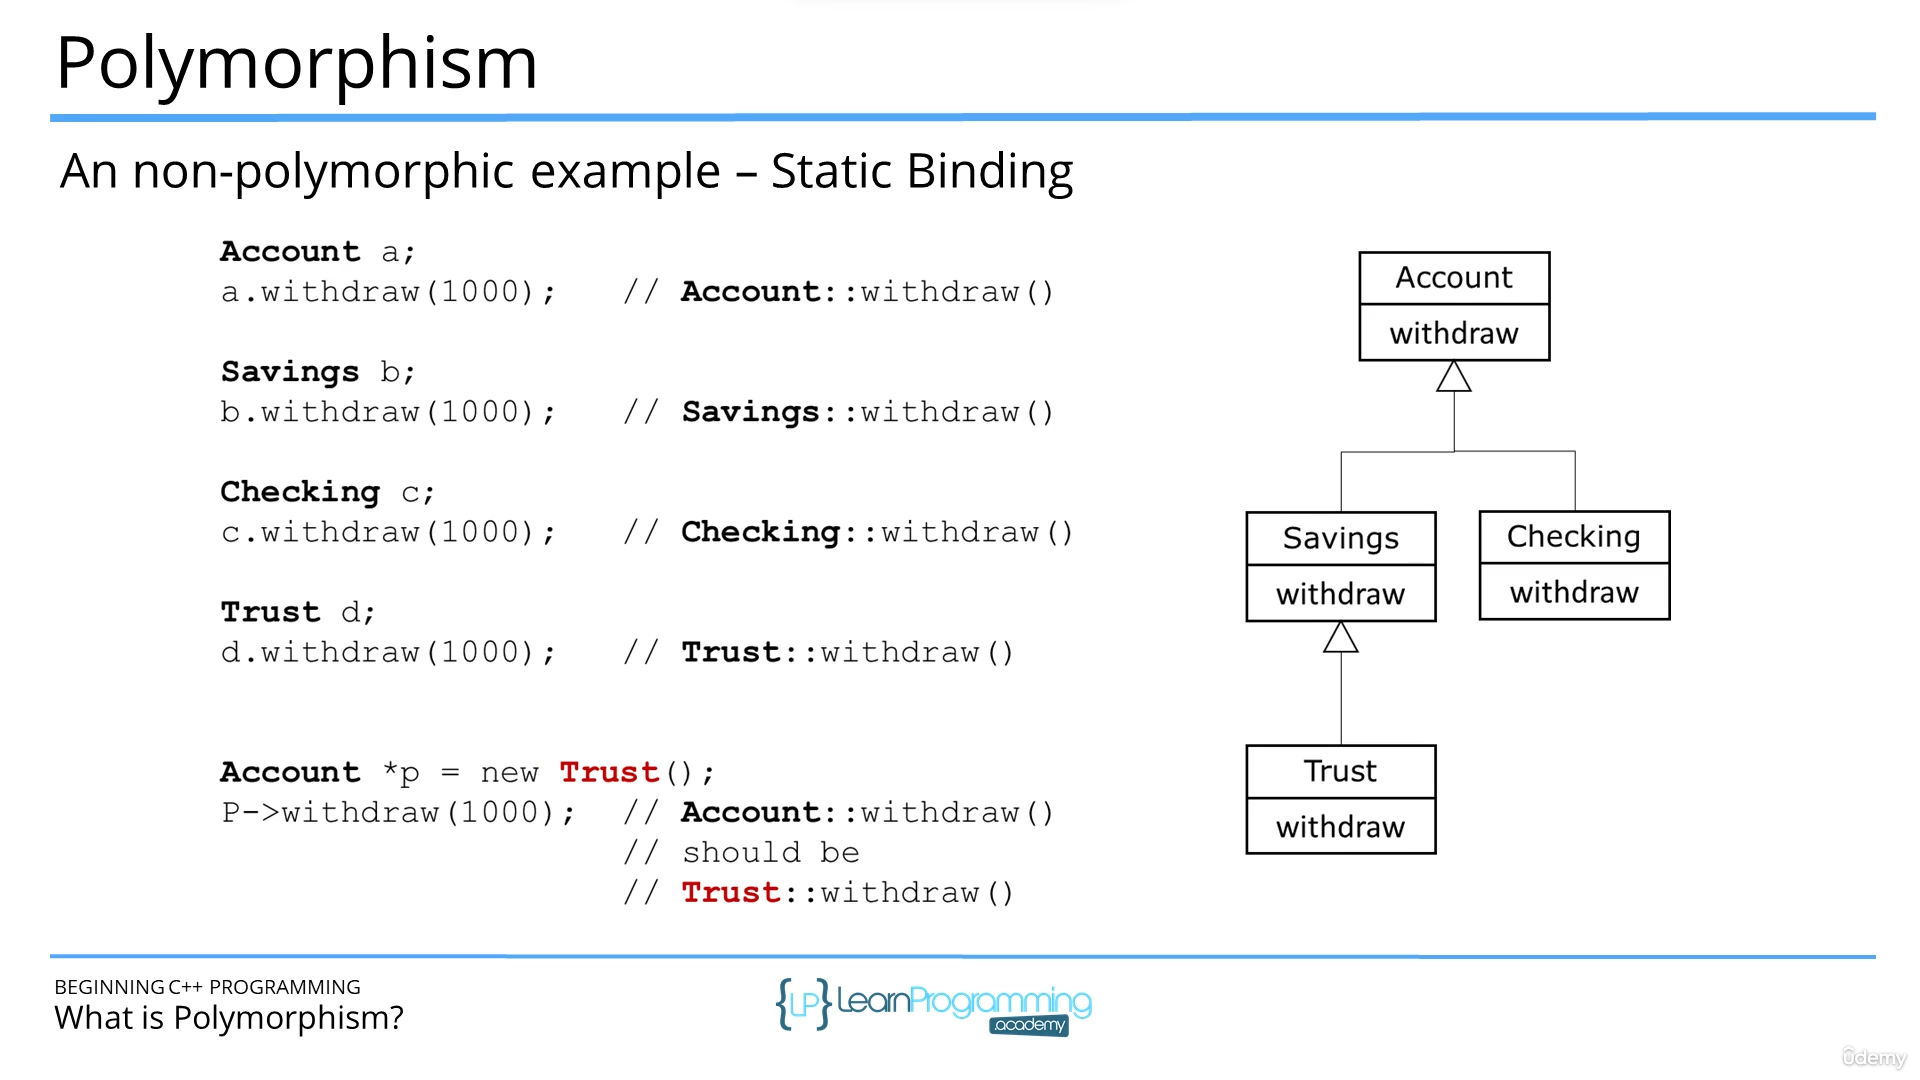 Polymorphism
An non-polymorphic example – Static Binding
Account a;
a.withdraw(1000); // Account::withdraw()
Savings b;
b.withdraw(1000); // Savings::withdraw()
Checking c;
c.withdraw(1000); // Checking::withdraw()
Trust d;
d.withdraw(1000); // Trust::withdraw()
Account *p = new Trust();
P->withdraw(1000); // Account::withdraw()
// should be
// Trust::withdraw()
Account
withdraw
Savings
withdraw
Checking
withdraw
Trust
withdraw
BEGINNING C++ PROGRAMMING
What is Polymorphism?
{LP} LearnProgramming
.academy
ûdemy